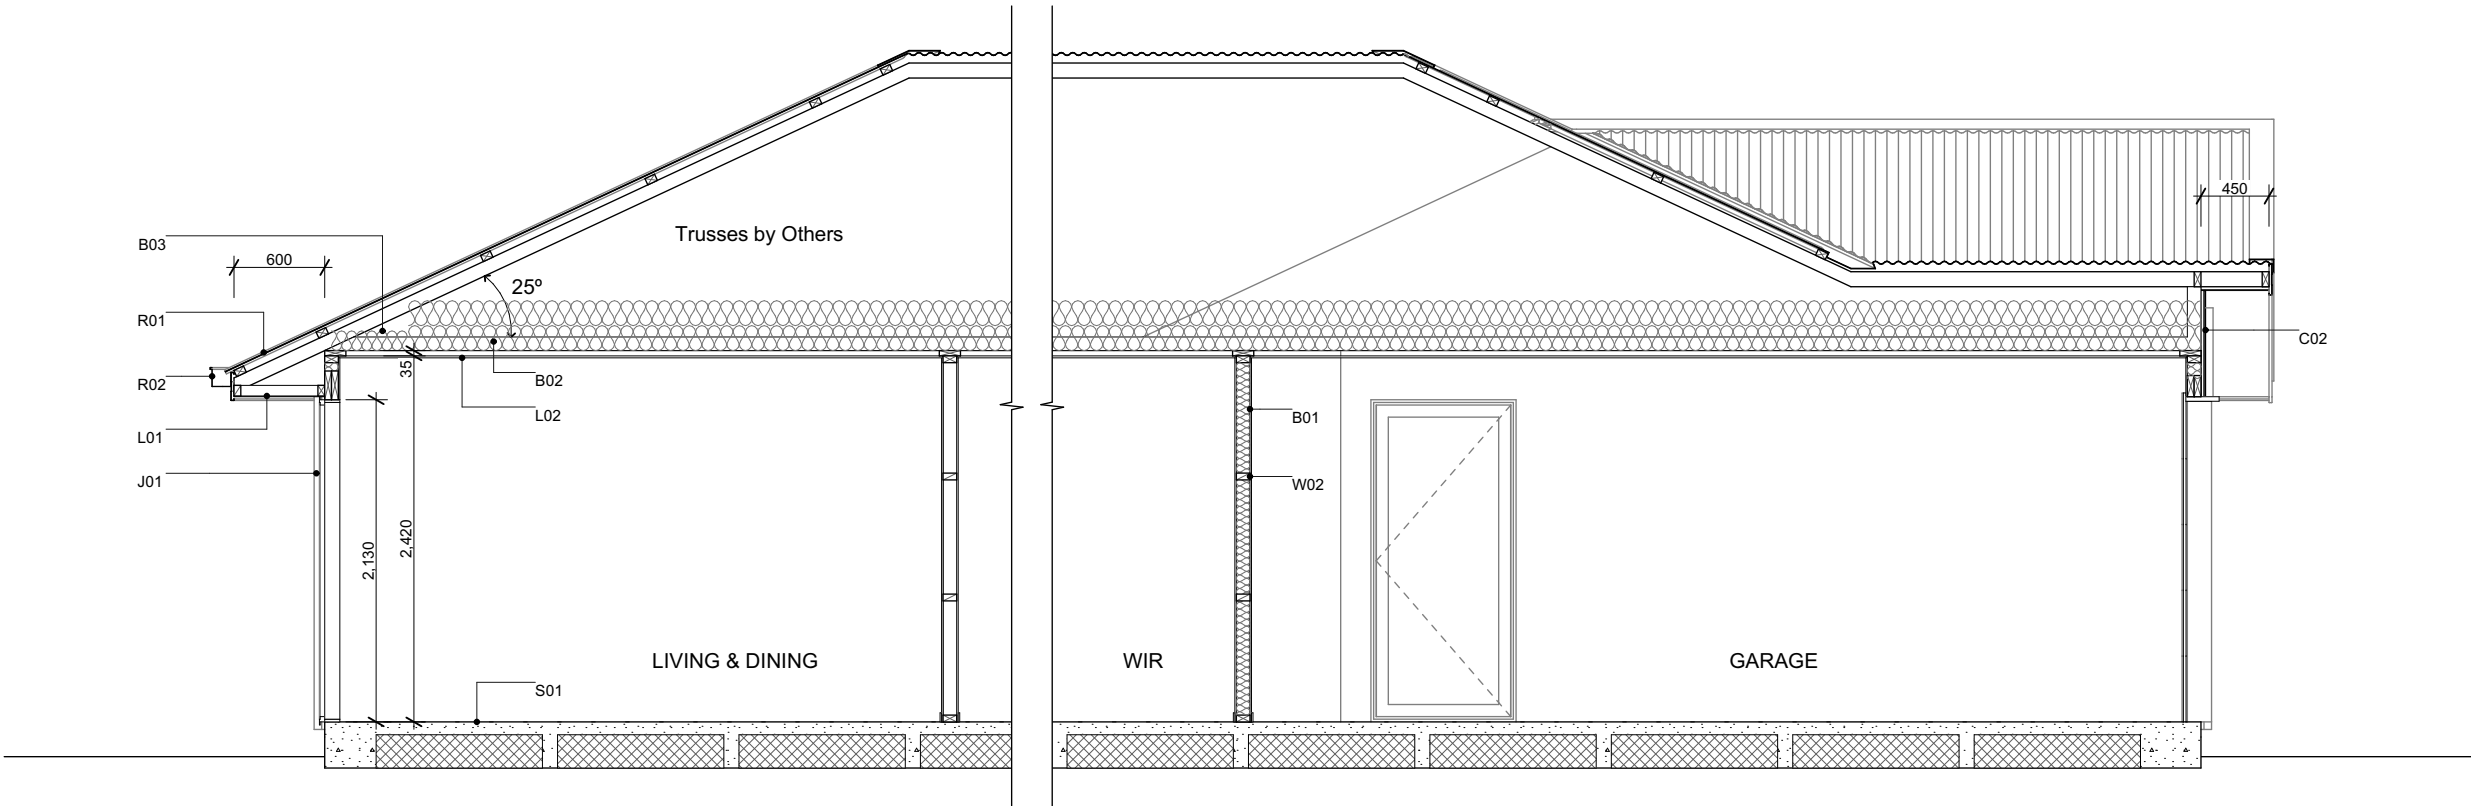 450
Trusses by Others
B03
600
25º
R01
C02
35
R02
B02
L02
B01
L01
J01
W02
2,130
2,420
LIVING & DINING
WIR
GARAGE
S01